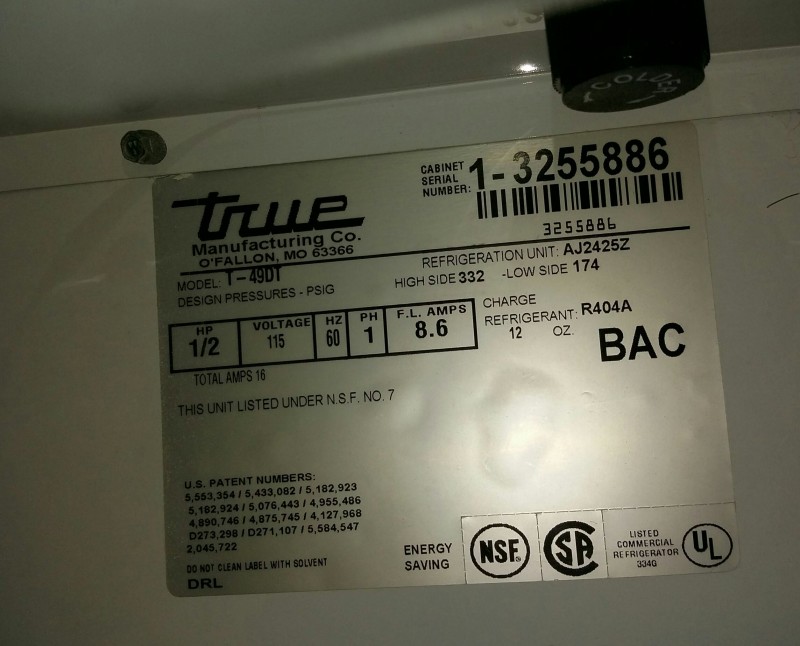 COLDER
CABINET
SERIAL
NUMBER: 1-3255886
3255886
true
Manufacturing Co.
O'FALLON, MO 63366
MODEL: T-49DT
DESIGN PRESSURES - PSIG
REFRIGERATION UNIT: AJ2425Z
HIGH SIDE 332 -LOW SIDE 174
HP VOLTAGE HZ PH F.L. AMPS
1/2 115 60 1 8.6
CHARGE
REFRIGERANT: R404A
12 OZ.
BAC
TOTAL AMPS 16
THIS UNIT LISTED UNDER N.S.F. NO. 7
U.S. PATENT NUMBERS:
5,553,354 / 5,433,082 / 5,182,923
5,182,924 / 5,076,443 / 4,955,486
4,890,746 / 4,875,745 / 4,127,968
D273,298 / D271,107 / 5,584,547
2,045,722
DO NOT CLEAN LABEL WITH SOLVENT
DRL
ENERGY
SAVING
NSF
SA
LISTED
COMMERCIAL
REFRIGERATOR
334G
UL